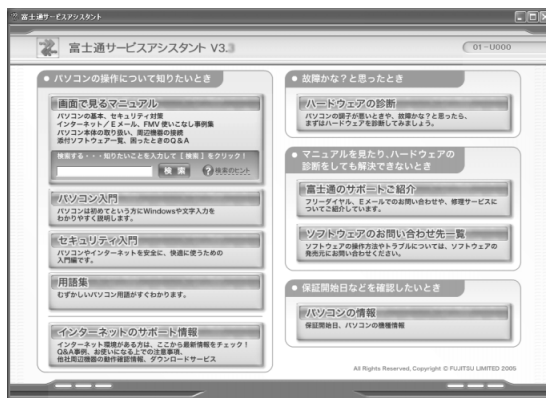 富士通サービスアシスタント
富士通サービスアシスタント V3.3
01-U000
● パソコンの操作について知りたいとき
画面で見るマニュアル
パソコンの基本、セキュリティ対策
インターネット/Eメール、FMV 使いこなし事例集
パソコン本体の取り扱い、周辺機器の接続
添付ソフトウェア一覧、困ったときのQ&A
検索する・・・知りたいことを入力して [ 検索 ] をクリック!
検索
? 検索のヒント
パソコン入門
パソコンは初めてという方にWindowsや文字入力を
わかりやすく説明します。
セキュリティ入門
パソコンやインターネットを安全に、快適に使うための
入門編です。
用語集
むずかしいパソコン用語がすぐわかります。
インターネットのサポート情報
インターネット環境がある方は、ここから最新情報をチェック!
Q&A事例、お使いになる上での注意事項、
他社周辺機器の動作確認情報、ダウンロードサービス
● 故障かな?と思ったとき
ハードウェアの診断
パソコンの調子が悪いときや、故障かな?と思ったら、
まずはハードウェアを診断してみましょう。
● マニュアルを見たり、ハードウェアの
診断をしても解決できないとき
富士通のサポートご紹介
フリーダイヤル、Eメールでのお問い合わせや、修理サービスに
ついてご紹介しています。
ソフトウェアのお問い合わせ先一覧
ソフトウェアの操作方法やトラブルについては、ソフトウェアの
発売元にお問い合わせください。
● 保証開始日などを確認したいとき
パソコンの情報
保証開始日、パソコンの機種情報
All Rights Reserved, Copyright © FUJITSU LIMITED 2005